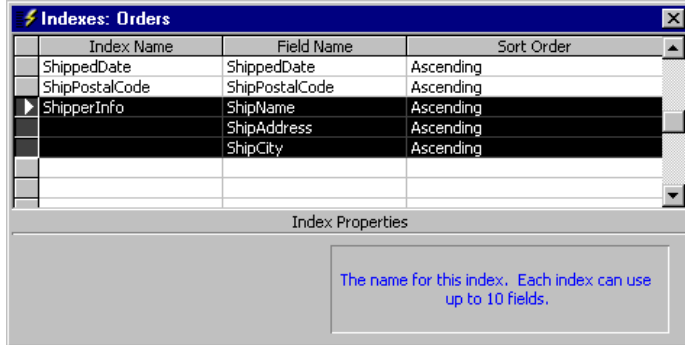 Indexes: Orders
Index Name Field Name Sort Order
ShippedDate ShippedDate Ascending
ShipPostalCode ShipPostalCode Ascending
ShipperInfo ShipName Ascending
ShipAddress Ascending
ShipCity Ascending
Index Properties
The name for this index. Each index can use
up to 10 fields.